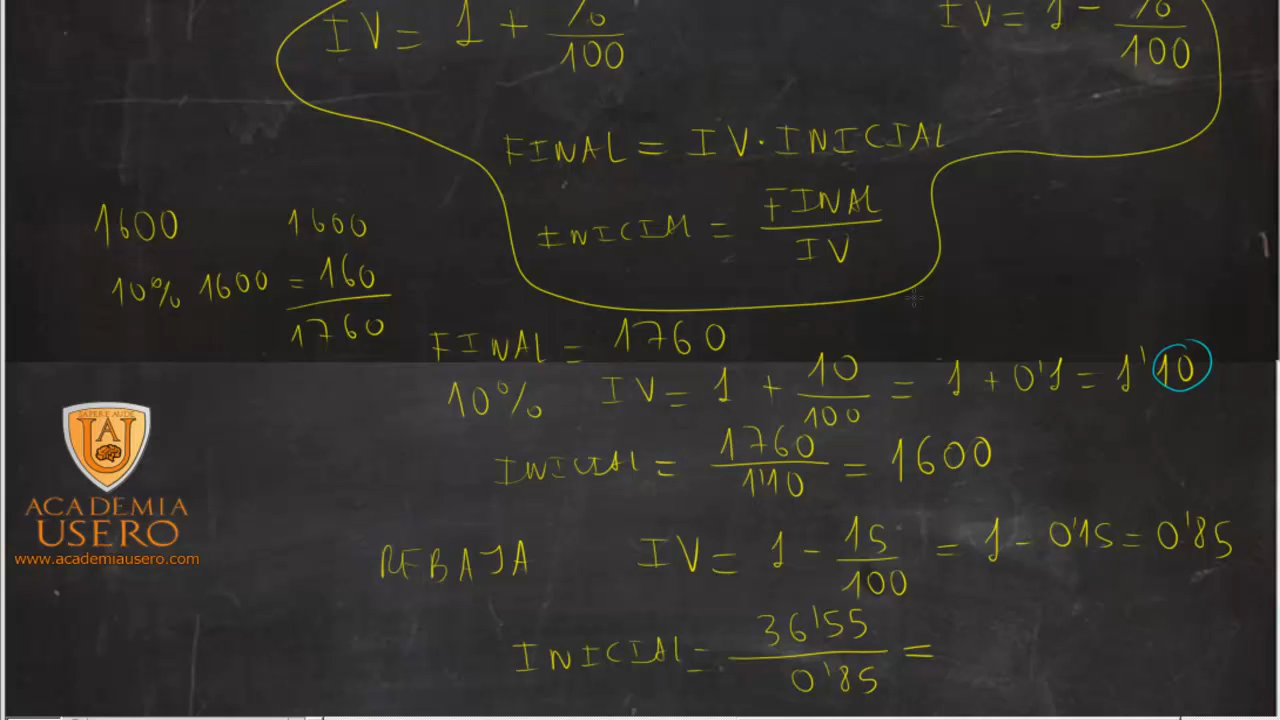 IV = 1 + %/100
IV = 1 - %/100
FINAL = IV · INICIAL
INICIAL = FINAL/IV
1600
1600
10% 1600 = 160
1760
FINAL = 1760
10% IV = 1 + 10/100 = 1 + 0'1 = 1'10
INICIAL = 1760/1'10 = 1600
REBAJA IV = 1 - 15/100 = 1 - 0'15 = 0'85
INICIAL = 36'55/0'85 =
SAPERE AUDE
UAJ
ACADEMIA
USERO
www.academiausero.com